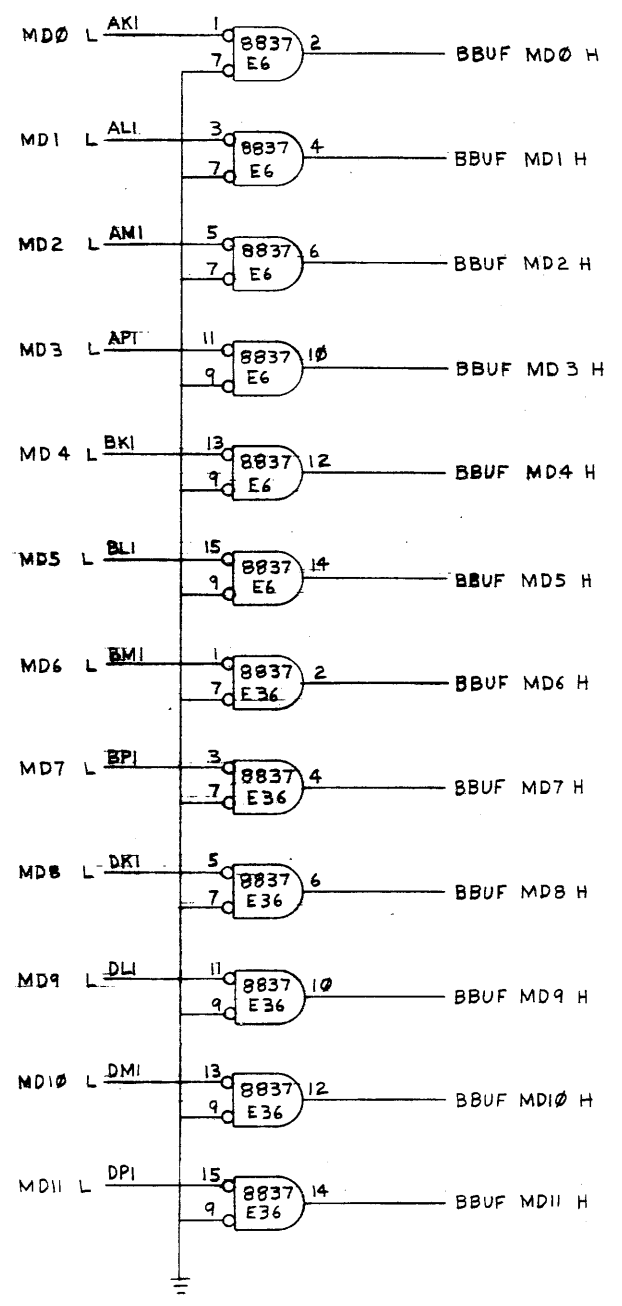 MDØ L AK1 1 8837 2 BBUF MDØ H
7 E6
MD1 L AL1 3 8837 4 BBUF MD1 H
7 E6
MD2 L AM1 5 8837 6 BBUF MD2 H
7 E6
MD3 L AP1 11 8837 1Ø BBUF MD3 H
9 E6
MD4 L BK1 13 8837 12 BBUF MD4 H
9 E6
MD5 L BL1 15 8837 14 BBUF MD5 H
9 E6
MD6 L BM1 1 8837 2 BBUF MD6 H
7 E36
MD7 L BP1 3 8837 4 BBUF MD7 H
7 E36
MD8 L DK1 5 8837 6 BBUF MD8 H
7 E36
MD9 L DL1 11 8837 1Ø BBUF MD9 H
9 E36
MD1Ø L DM1 13 8837 12 BBUF MD1Ø H
9 E36
MD11 L DP1 15 8837 14 BBUF MD11 H
9 E36